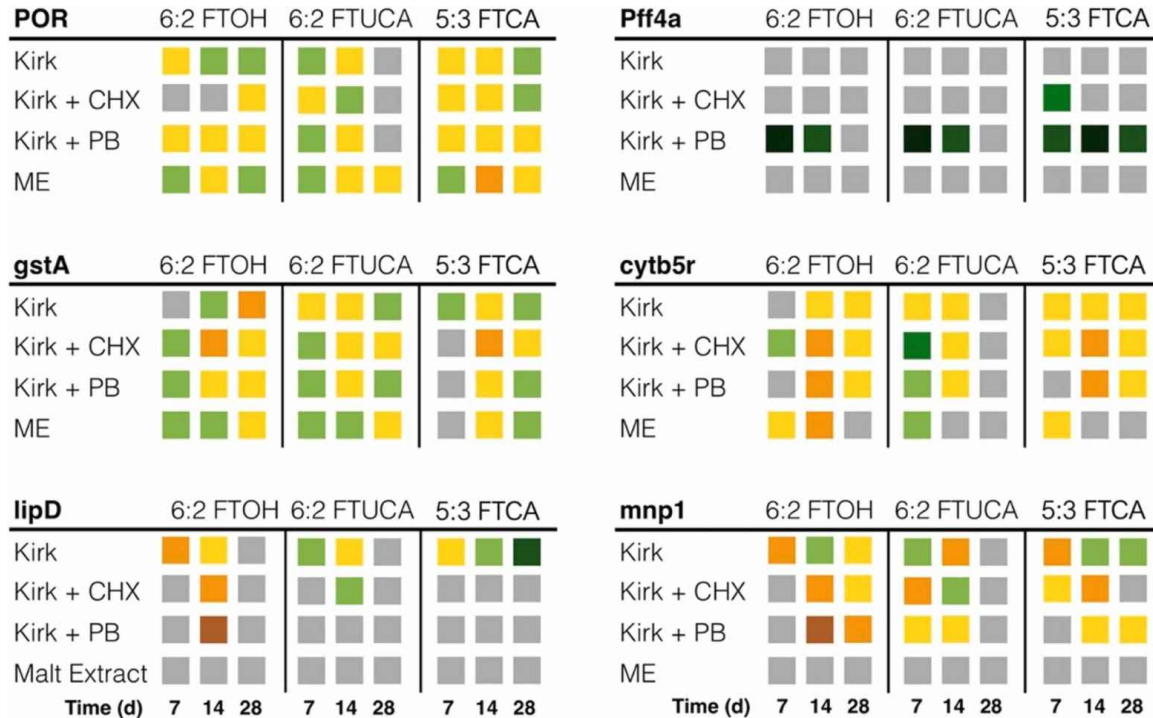 POR 6:2 FTOH 6:2 FTUCA 5:3 FTCA
Kirk
Kirk + CHX
Kirk + PB
ME
Pff4a 6:2 FTOH 6:2 FTUCA 5:3 FTCA
Kirk
Kirk + CHX
Kirk + PB
ME
gstA 6:2 FTOH 6:2 FTUCA 5:3 FTCA
Kirk
Kirk + CHX
Kirk + PB
ME
cytb5r 6:2 FTOH 6:2 FTUCA 5:3 FTCA
Kirk
Kirk + CHX
Kirk + PB
ME
lipD 6:2 FTOH 6:2 FTUCA 5:3 FTCA
Kirk
Kirk + CHX
Kirk + PB
Malt Extract
Time (d) 7 14 28 7 14 28 7 14 28
mnp1 6:2 FTOH 6:2 FTUCA 5:3 FTCA
Kirk
Kirk + CHX
Kirk + PB
ME
Time (d) 7 14 28 7 14 28 7 14 28